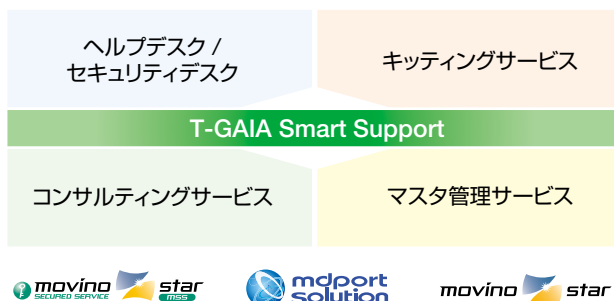 ヘルプデスク /
セキュリティデスク
キッティングサービス
T-GAIA Smart Support
コンサルティングサービス
マスタ管理サービス
movino star
SECURED SERVICE
mss
mdport
solution
movino star